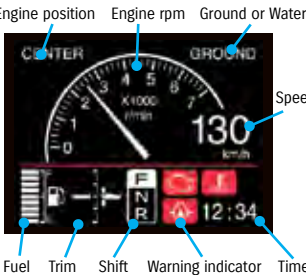 Engine position Engine rpm Ground or Water
CENTER GROUND
0 1 2 3 4 5 6 7
X1000
r/min
Spee
130
km/h
F
N
R
12:34
Fuel Trim Shift Warning indicator Time